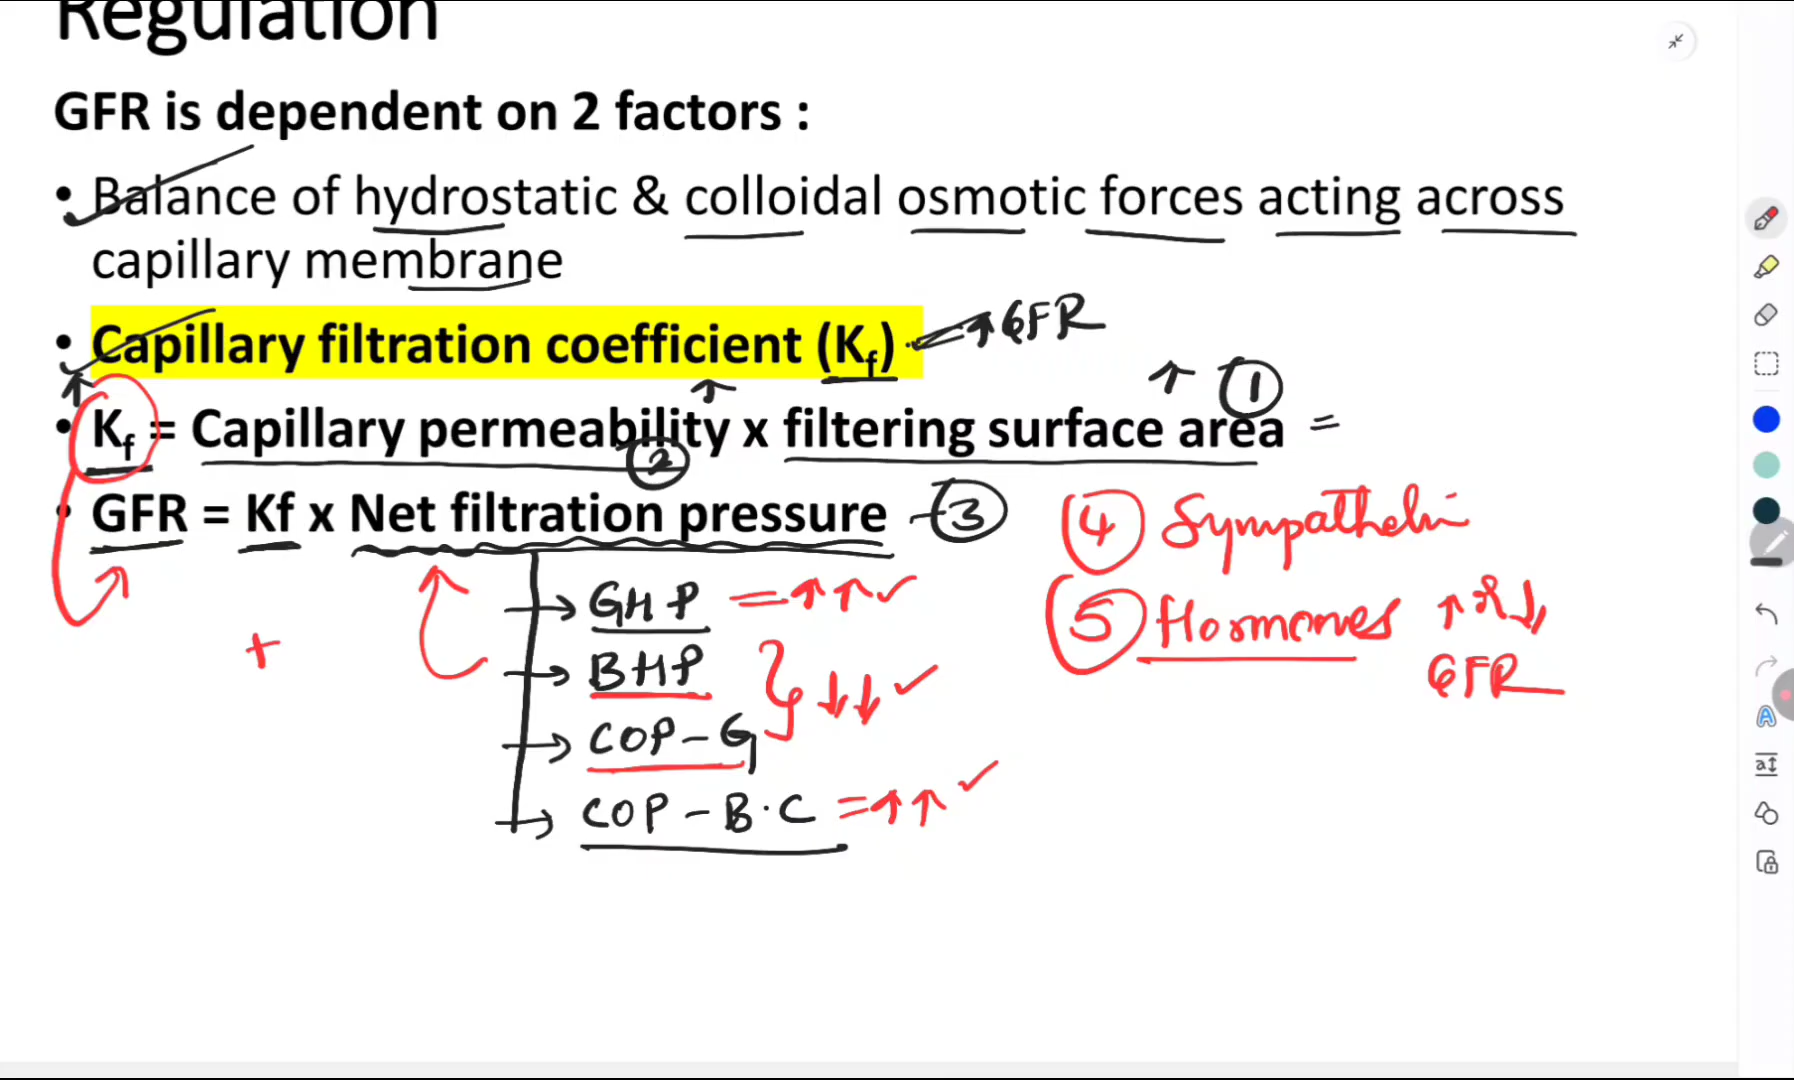 Regulation
GFR is dependent on 2 factors :
• Balance of hydrostatic & colloidal osmotic forces acting across
capillary membrane
• Capillary filtration coefficient (Kf) → ↑ GFR
↑ ↑ ↑ 1
• Kf = Capillary permeability x filtering surface area =
2
• GFR = Kf x Net filtration pressure - 3
4 Sympathetic
→ GHP = ↑↑ ✓
5 Hormones ↑ or ↓
GFR
+
→ BHP } ↓↓ ✓
→ COP - G
→ COP - B.C = ↑↑ ✓